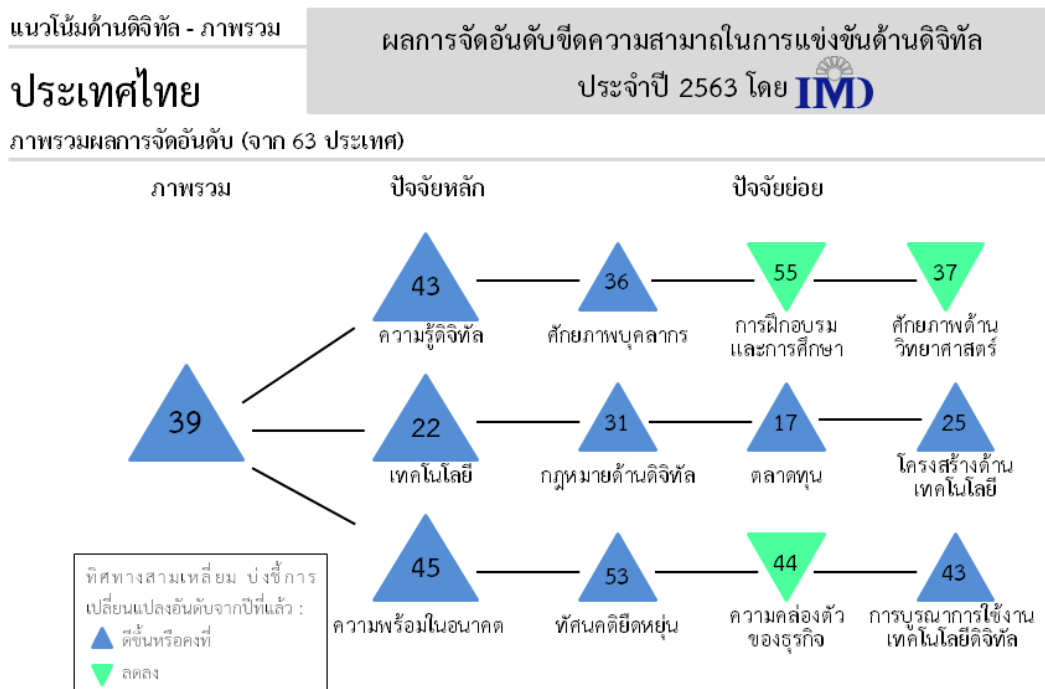 แนวโน้มด้านดิจิทัล - ภาพรวม
ผลการจัดอันดับขีดความสามาถในการแข่งขันด้านดิจิทัล
ประจำปี 2563 โดย IMD
ประเทศไทย
ภาพรวมผลการจัดอันดับ (จาก 63 ประเทศ)
ภาพรวม
ปัจจัยหลัก
ปัจจัยย่อย
43
36
55
37
ความรู้ดิจิทัล
ศักยภาพบุคลากร
การฝึกอบรม
และการศึกษา
ศักยภาพด้าน
วิทยาศาสตร์
39
22
31
17
25
เทคโนโลยี
กฎหมายด้านดิจิทัล
ตลาดทุน
โครงสร้างด้าน
เทคโนโลยี
45
53
44
43
ความพร้อมในอนาคต
ทัศนคติยืดหยุ่น
ความคล่องตัว
ของธุรกิจ
การบูรณาการใช้งาน
เทคโนโลยีดิจิทัล
ทิศทางสามเหลี่ยม บ่งชี้การ
เปลี่ยนแปลงอันดับจากปีที่แล้ว :
ดีขึ้นหรือคงที่
ลดลง